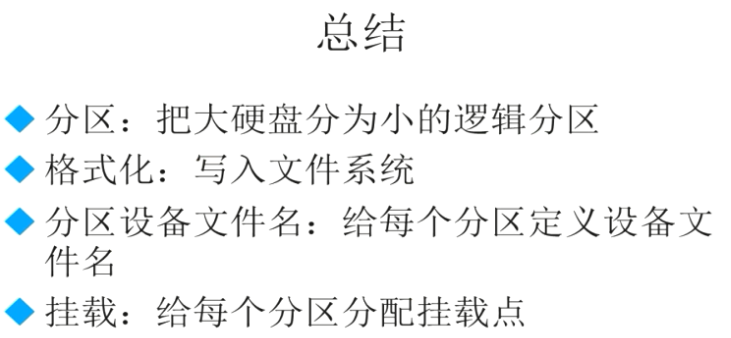 总结
分区：把大硬盘分为小的逻辑分区
格式化：写入文件系统
分区设备文件名：给每个分区定义设备文
件名
挂载：给每个分区分配挂载点